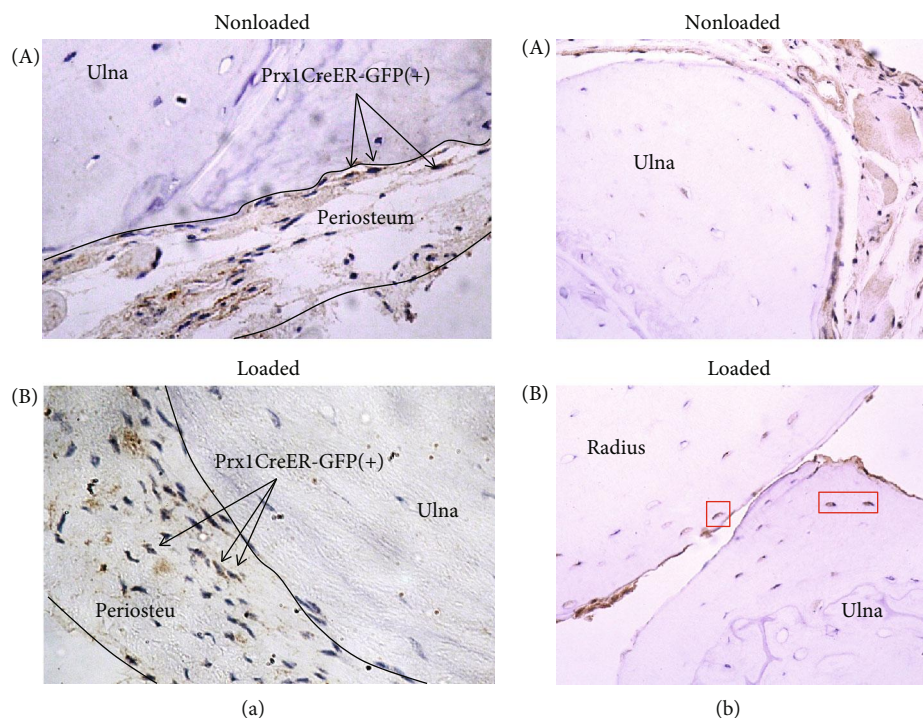 Nonloaded
(A)
Ulna
Prx1CreER-GFP(+)
Periosteum
Loaded
(B)
Prx1CreER-GFP(+)
Ulna
Periosteu
(a)
Nonloaded
(A)
Ulna
Loaded
(B)
Radius
Ulna
(b)